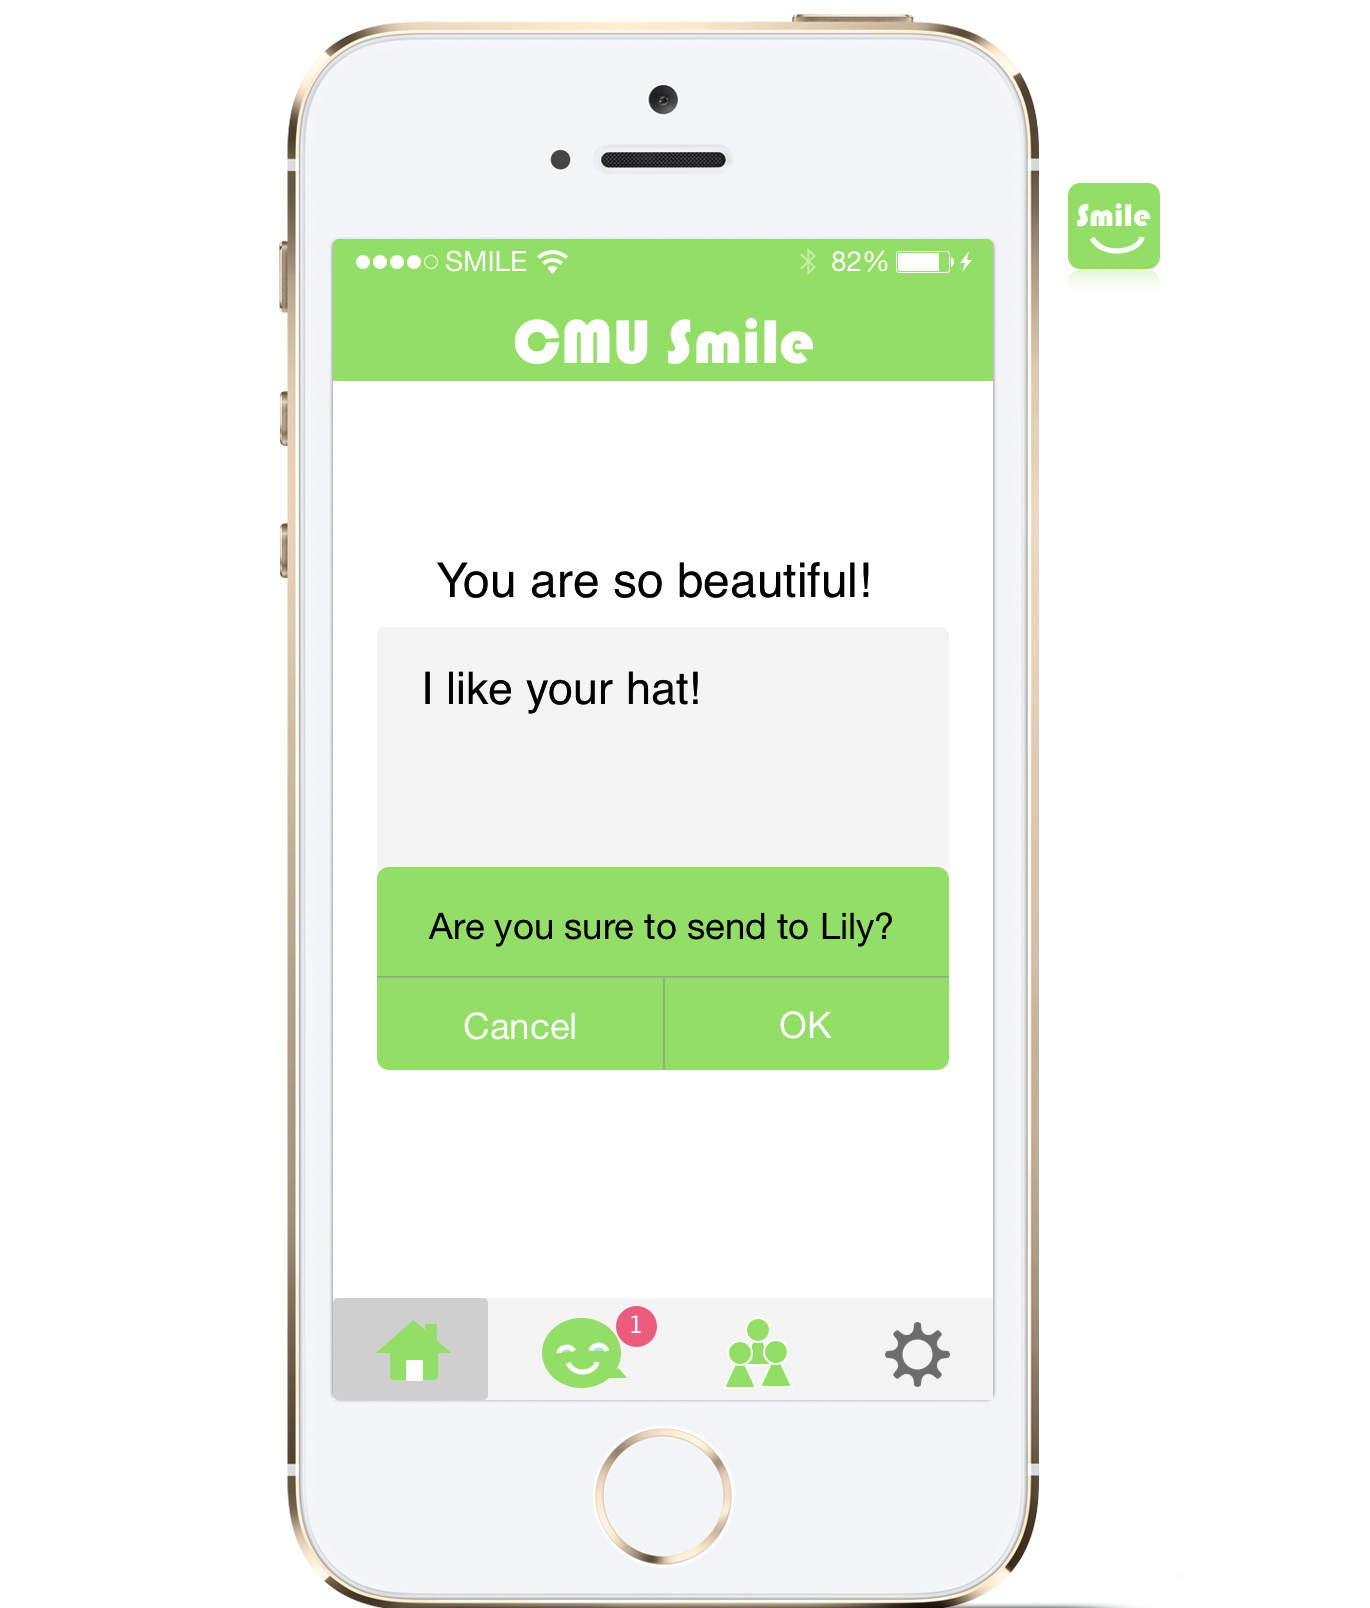 SMILE 82%
Smile
CMU Smile
You are so beautiful!
I like your hat!
Are you sure to send to Lily?
Cancel OK
1